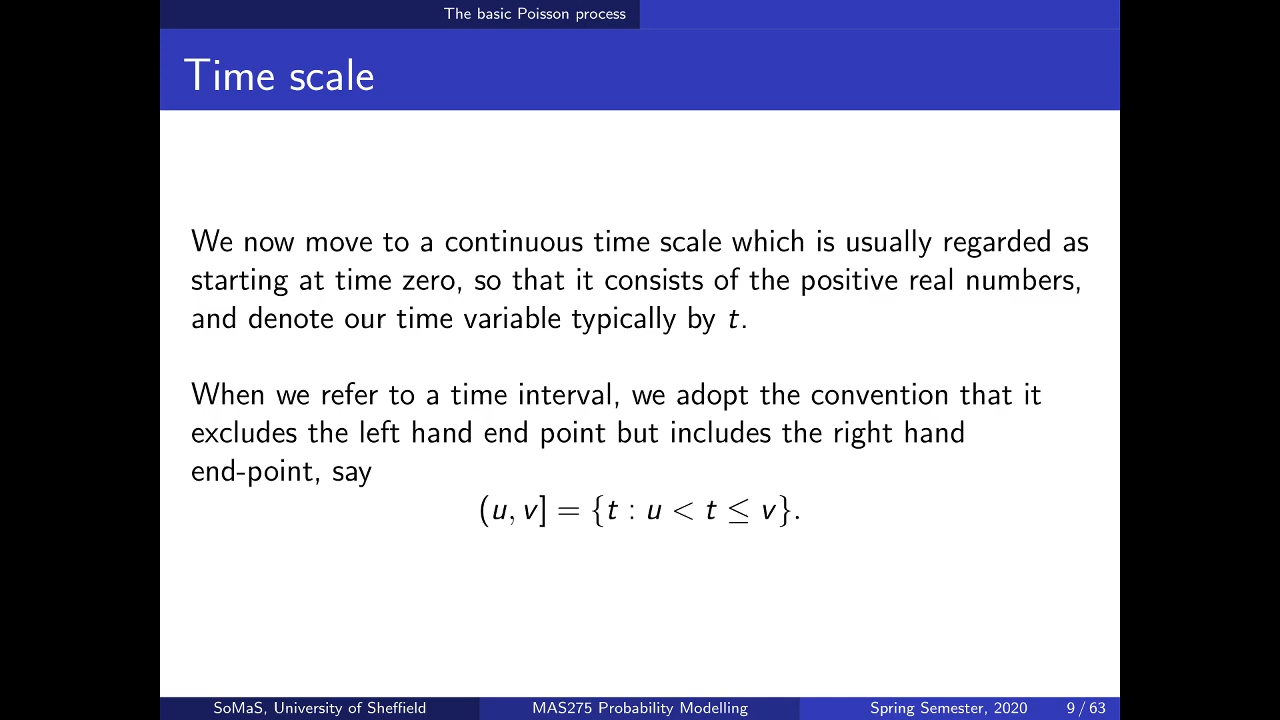 The basic Poisson process
Time scale
We now move to a continuous time scale which is usually regarded as
starting at time zero, so that it consists of the positive real numbers,
and denote our time variable typically by t.
When we refer to a time interval, we adopt the convention that it
excludes the left hand end point but includes the right hand
end-point, say
(u, v] = {t : u < t ≤ v}.
SoMaS, University of Sheffield MAS275 Probability Modelling Spring Semester, 2020 9 / 63